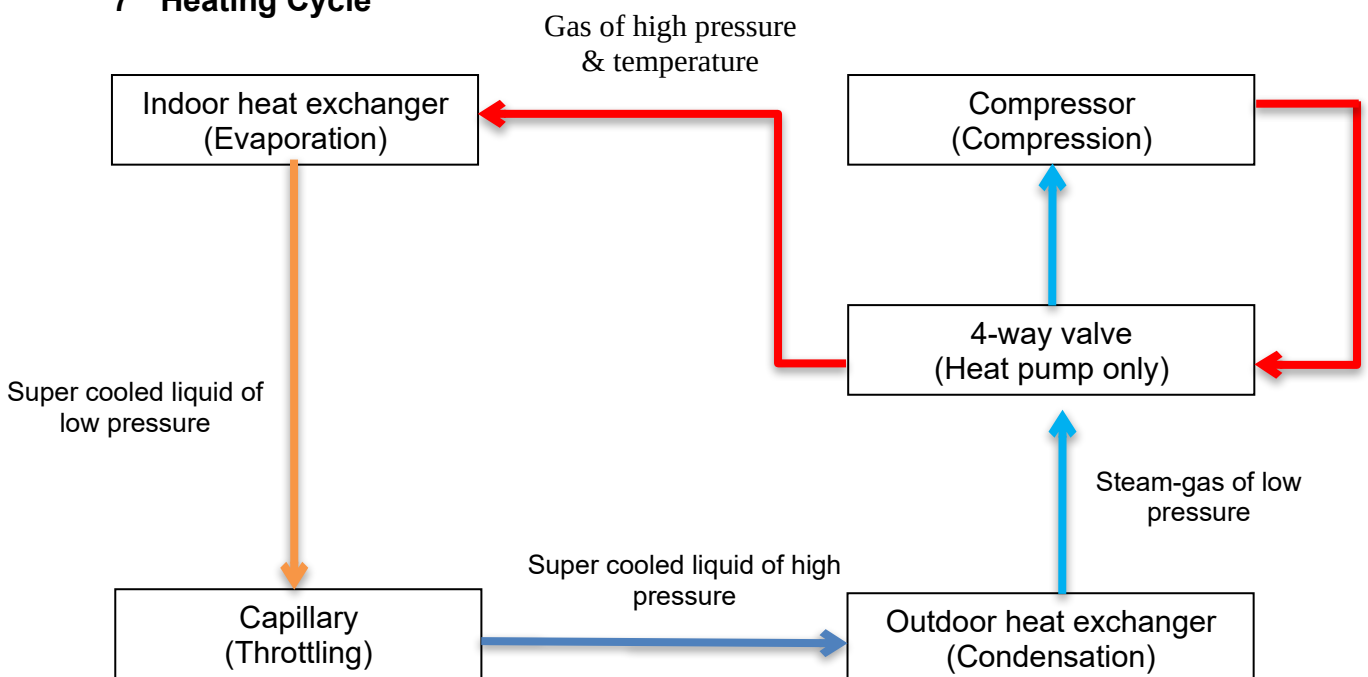 7 Heating Cycle
Gas of high pressure
& temperature
Indoor heat exchanger
(Evaporation)
Compressor
(Compression)
4-way valve
(Heat pump only)
Super cooled liquid of
low pressure
Steam-gas of low
pressure
Super cooled liquid of high
pressure
Capillary
(Throttling)
Outdoor heat exchanger
(Condensation)